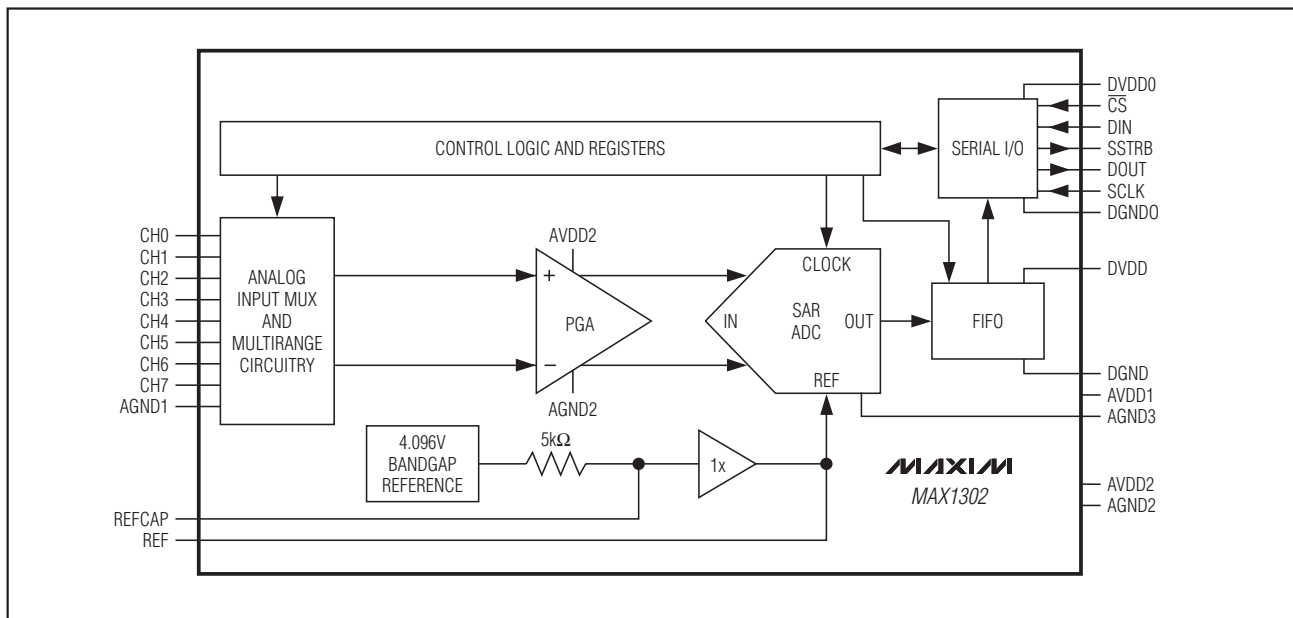 CONTROL LOGIC AND REGISTERS
SERIAL I/O
DVDD0
CS
DIN
SSTRB
DOUT
SCLK
DGNDO
CH0
CH1
CH2
CH3
CH4
CH5
CH6
CH7
AGND1
ANALOG
INPUT MUX
AND
MULTIRANGE
CIRCUITRY
AVDD2
+
PGA
−
AGND2
CLOCK
IN
SAR
ADC
OUT
REF
FIFO
DVDD
DGND
AVDD1
AGND3
4.096V
BANDGAP
REFERENCE
5kΩ
1x
MAXIM
MAX1302
AVDD2
AGND2
REFCAP
REF